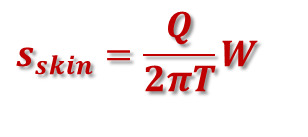 s_skin = Q/2πT W